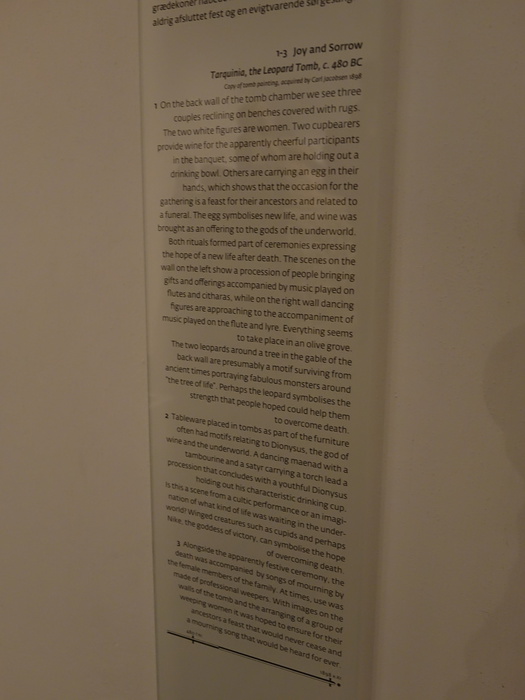 grædekoner
aldrig afsluttet fest og en evigtvarende
1-3 Joy and Sorrow
Tarquinia, the Leopard Tomb, c. 480 BC
Copy of tomb painting, acquired by Carl Jacobsen
1 On the back wall of the tomb chamber we see three
couples reclining on benches covered with rugs.
The two white figures are women. Two cupbearers
provide wine for the apparently cheerful participants
in the banquet, some of whom are holding out a
drinking bowl. Others are carrying an egg in their
hands, which shows that the occasion for the
gathering is a feast for their ancestors and related to
a funeral. The egg symbolises new life, and wine was
brought as an offering to the gods of the underworld.
Both rituals formed part of ceremonies expressing
the hope of a new life after death. The scenes on the
wall on the left show a procession of people bringing
gifts and offerings accompanied by music played on
flutes and citharas, while on the right wall dancing
figures are approaching to the accompaniment of
music played on the flute and lyre. Everything seems
to take place in an olive grove.
The two leopards around a tree in the gable of the
back wall are presumably a motif surviving from
ancient times portraying fabulous monsters around
"the tree of life". Perhaps the leopard symbolises the
strength that people hoped could help them
to overcome death.
2 Tableware placed in tombs as part of the furniture
often had motifs relating to Dionysus, the god of
wine and the underworld. A dancing maenad with a
tambourine and a satyr carrying a torch lead a
procession that concludes with a youthful Dionysus
holding out his characteristic drinking cup.
Is this a scene from a cultic performance or an imagi-
nation of what kind of life was waiting in the under-
world? Winged creatures such as cupids and perhaps
Nike, the goddess of victory, can symbolise the hope
of overcoming death.
3 Alongside the apparently festive ceremony, the
death was accompanied by songs of mourning by
the female members of the family. At times, use was
made of professional weepers. With images on the
walls of the tomb and the arranging of a group of
weeping women it was hoped to ensure for their
ancestors a feast that would never cease and
a mourning song that would be heard for ever.